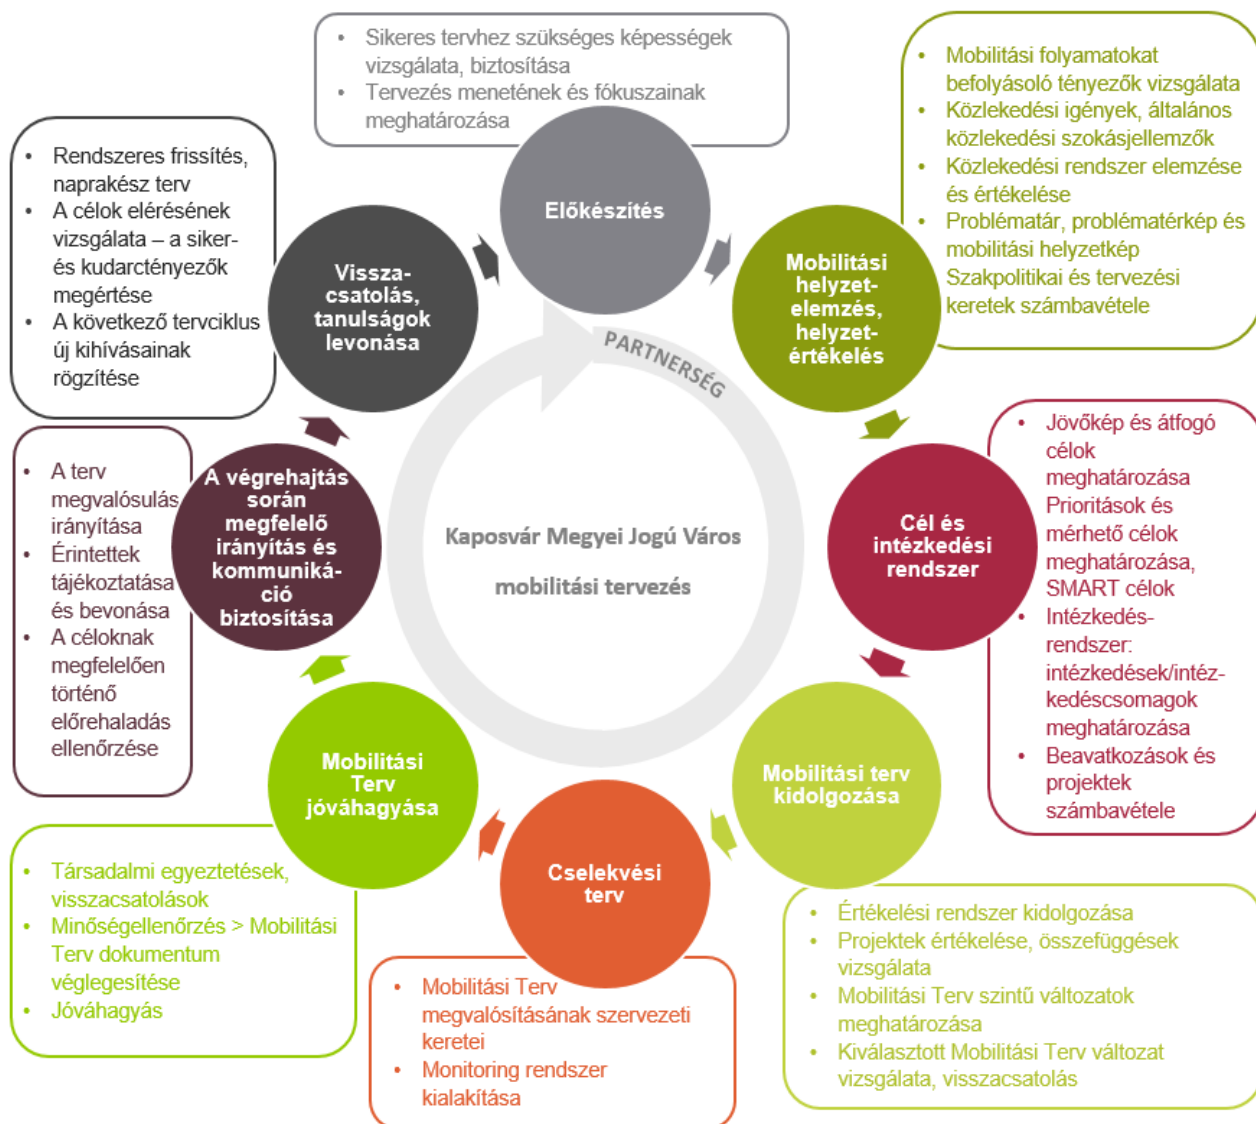 • Sikeres tervhez szükséges képességek
vizsgálata, biztosítása
• Tervezés menetének és fókuszainak
meghatározása
Előkészítés
• Mobilitási folyamatokat
befolyásoló tényezők vizsgálata
• Közlekedési igények, általános
közlekedési szokásjellemzők
• Közlekedési rendszer elemzése
és értékelése
• Problématár, problématérkép és
mobilitási helyzetkép
Szakpolitikai és tervezési
keretek számbavétele
Mobilitási
helyzet-
elemzés,
helyzet-
értékelés
• Jövőkép és átfogó
célok
meghatározása
Prioritások és
mérhető célok
meghatározása,
SMART célok
• Intézkedés-
rendszer:
intézkedések/intéz-
kedéscsomagok
meghatározása
• Beavatkozások és
projektek
számbavétele
Cél és
intézkedési
rendszer
Mobilitási terv
kidolgozása
• Értékelési rendszer kidolgozása
• Projektek értékelése, összefüggések
vizsgálata
• Mobilitási Terv szintű változatok
meghatározása
• Kiválasztott Mobilitási Terv változat
vizsgálata, visszacsatolás
Cselekvési
terv
• Mobilitási Terv
megvalósításának szervezeti
keretei
• Monitoring rendszer
kialakítása
Mobilitási
Terv
jóváhagyása
• Társadalmi egyeztetések,
visszacsatolások
• Minőségellenőrzés > Mobilitási
Terv dokumentum
véglegesítése
• Jóváhagyás
A végrehajtás
során
megfelelő
irányítás és
kommuniká-
ció
biztosítása
• A terv
megvalósulás
irányítása
• Érintettek
tájékoztatása
és bevonása
• A céloknak
megfelelően
történő
előrehaladás
ellenőrzése
Vissza-
csatolás,
tanulságok
levonása
• Rendszeres frissítés,
naprakész terv
• A célok elérésének
vizsgálata – a siker-
és kudarctényezők
megértése
• A következő tervciklus
új kihívásainak
rögzítése
PARTNERSÉG
Kaposvár Megyei Jogú Város
mobilitási tervezés